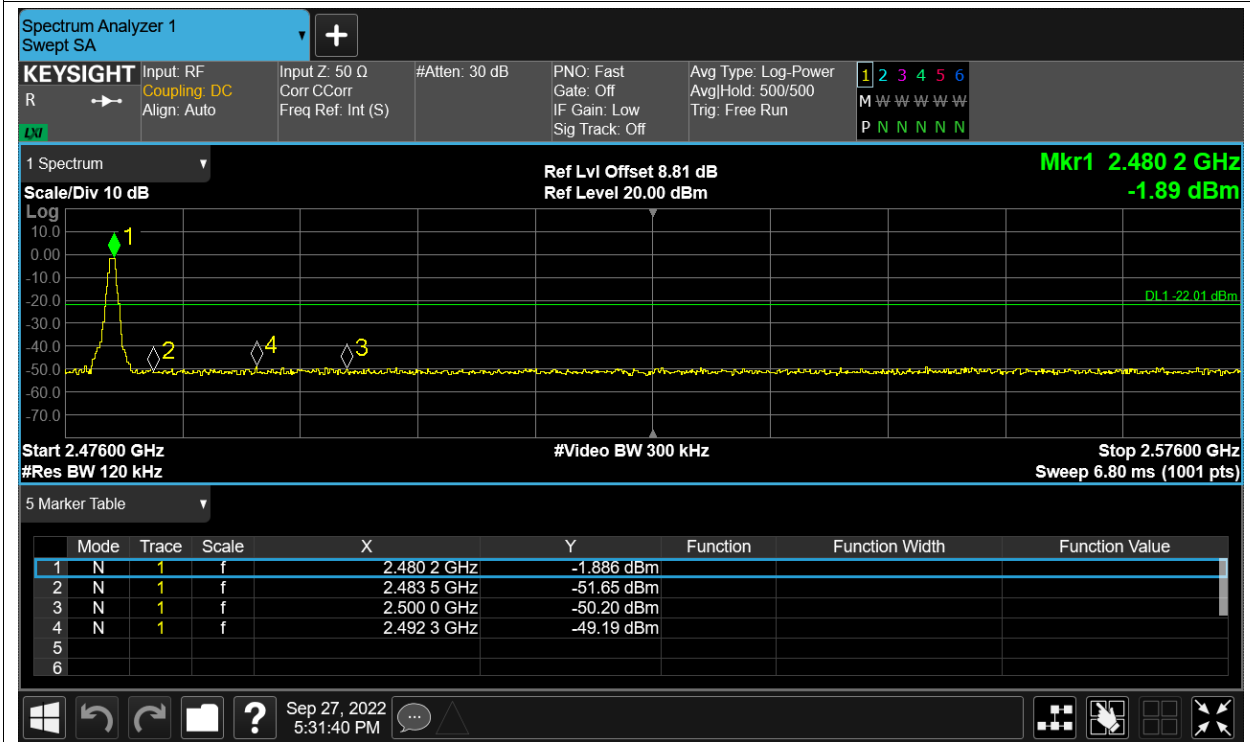 Spectrum Analyzer 1
Swept SA
+
KEYSIGHT
R
LXI
Input: RF
Coupling: DC
Align: Auto
Input Z: 50 Ω
Corr CCorr
Freq Ref: Int (S)
#Atten: 30 dB
PNO: Fast
Gate: Off
IF Gain: Low
Sig Track: Off
Avg Type: Log-Power
Avg|Hold: 500/500
Trig: Free Run
1 2 3 4 5 6
M W W W W W
P N N N N N
1 Spectrum
Scale/Div 10 dB
Ref Lvl Offset 8.81 dB
Ref Level 20.00 dBm
Mkr1 2.480 2 GHz
-1.89 dBm
Log
10.0
0.00
-10.0
-20.0
-30.0
-40.0
-50.0
-60.0
-70.0
1
2
4
3
DL1 -22.01 dBm
Start 2.47600 GHz
#Res BW 120 kHz
#Video BW 300 kHz
Stop 2.57600 GHz
Sweep 6.80 ms (1001 pts)
5 Marker Table
Mode Trace Scale X Y Function Function Width Function Value
1 N 1 f 2.480 2 GHz -1.886 dBm
2 N 1 f 2.483 5 GHz -51.65 dBm
3 N 1 f 2.500 0 GHz -50.20 dBm
4 N 1 f 2.492 3 GHz -49.19 dBm
5
6
?
Sep 27, 2022
5:31:40 PM